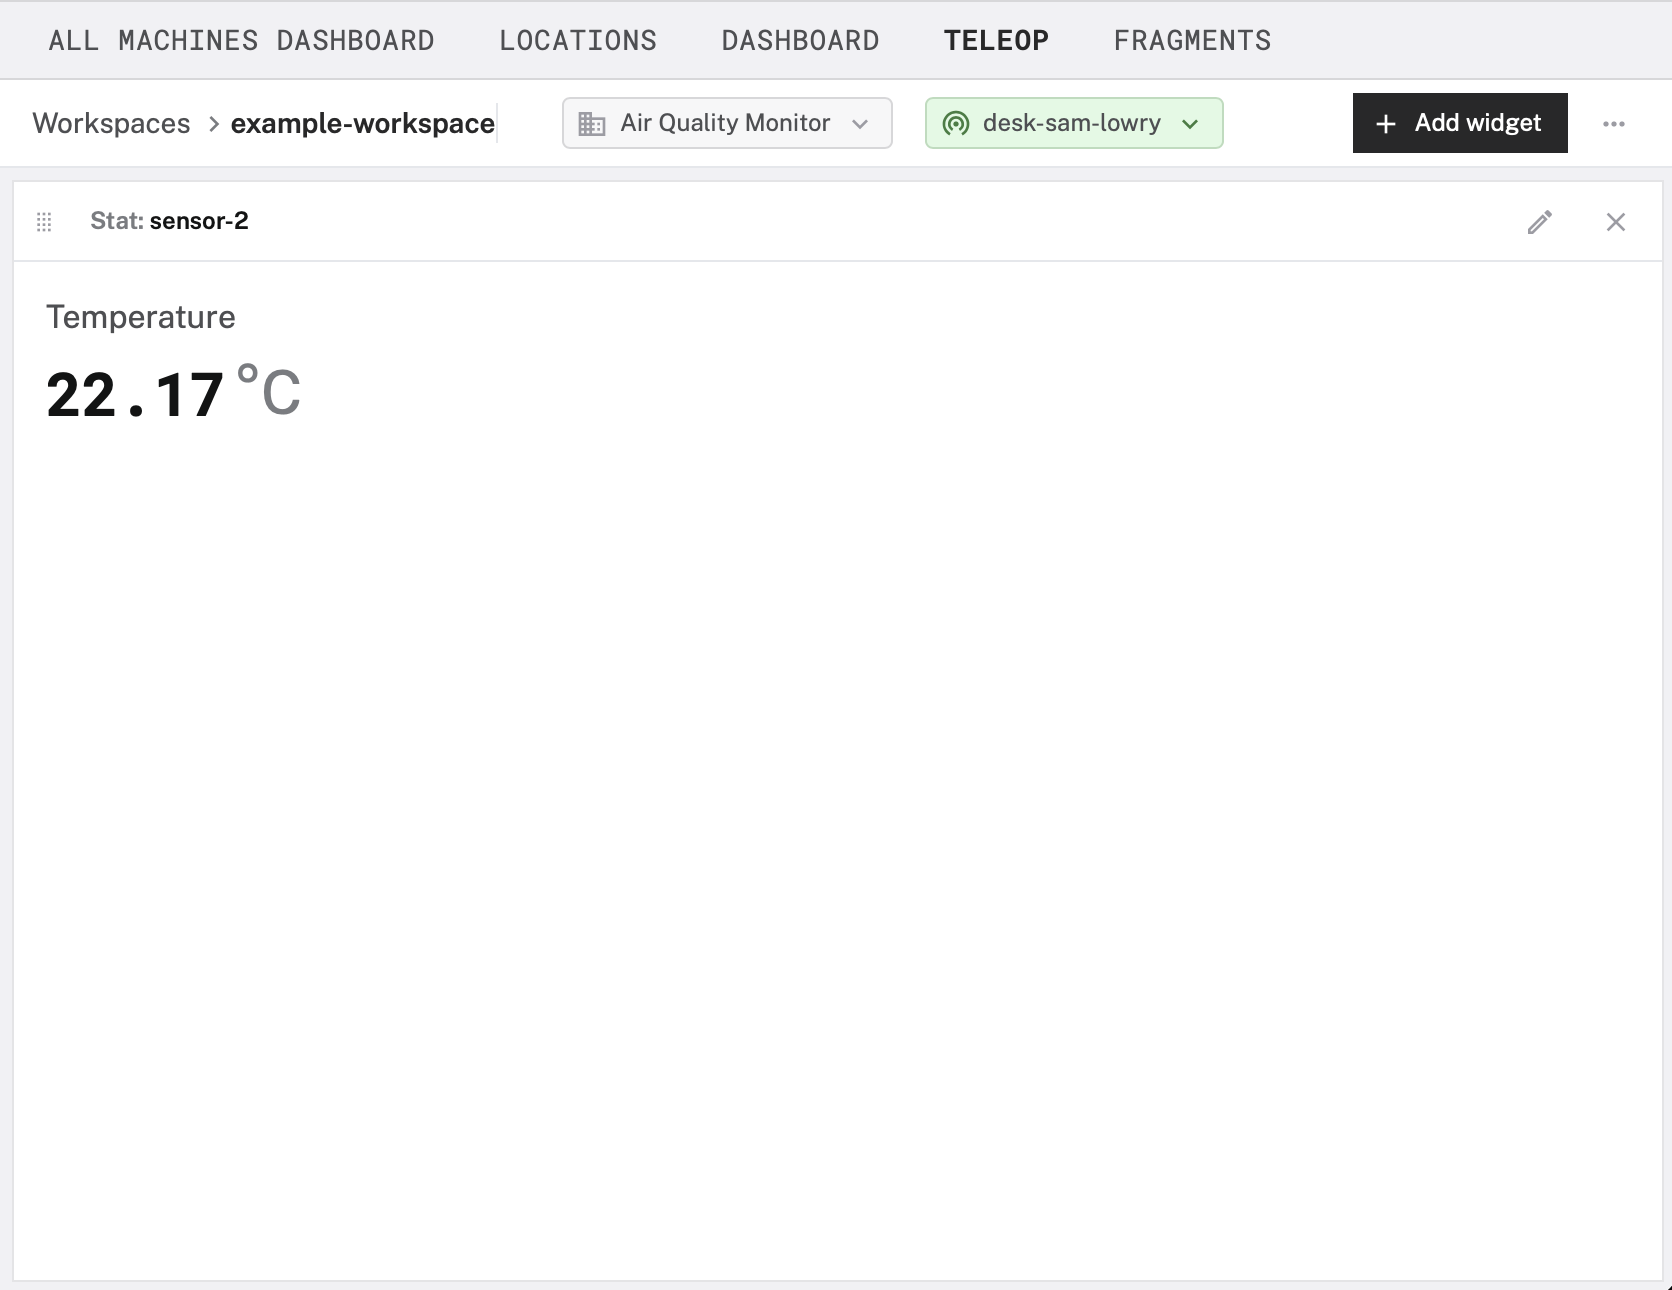 ALL MACHINES DASHBOARD LOCATIONS DASHBOARD TELEOP FRAGMENTS
Workspaces > example-workspace Air Quality Monitor desk-sam-lowry + Add widget ...
Stat: sensor-2
Temperature
22.17 °C